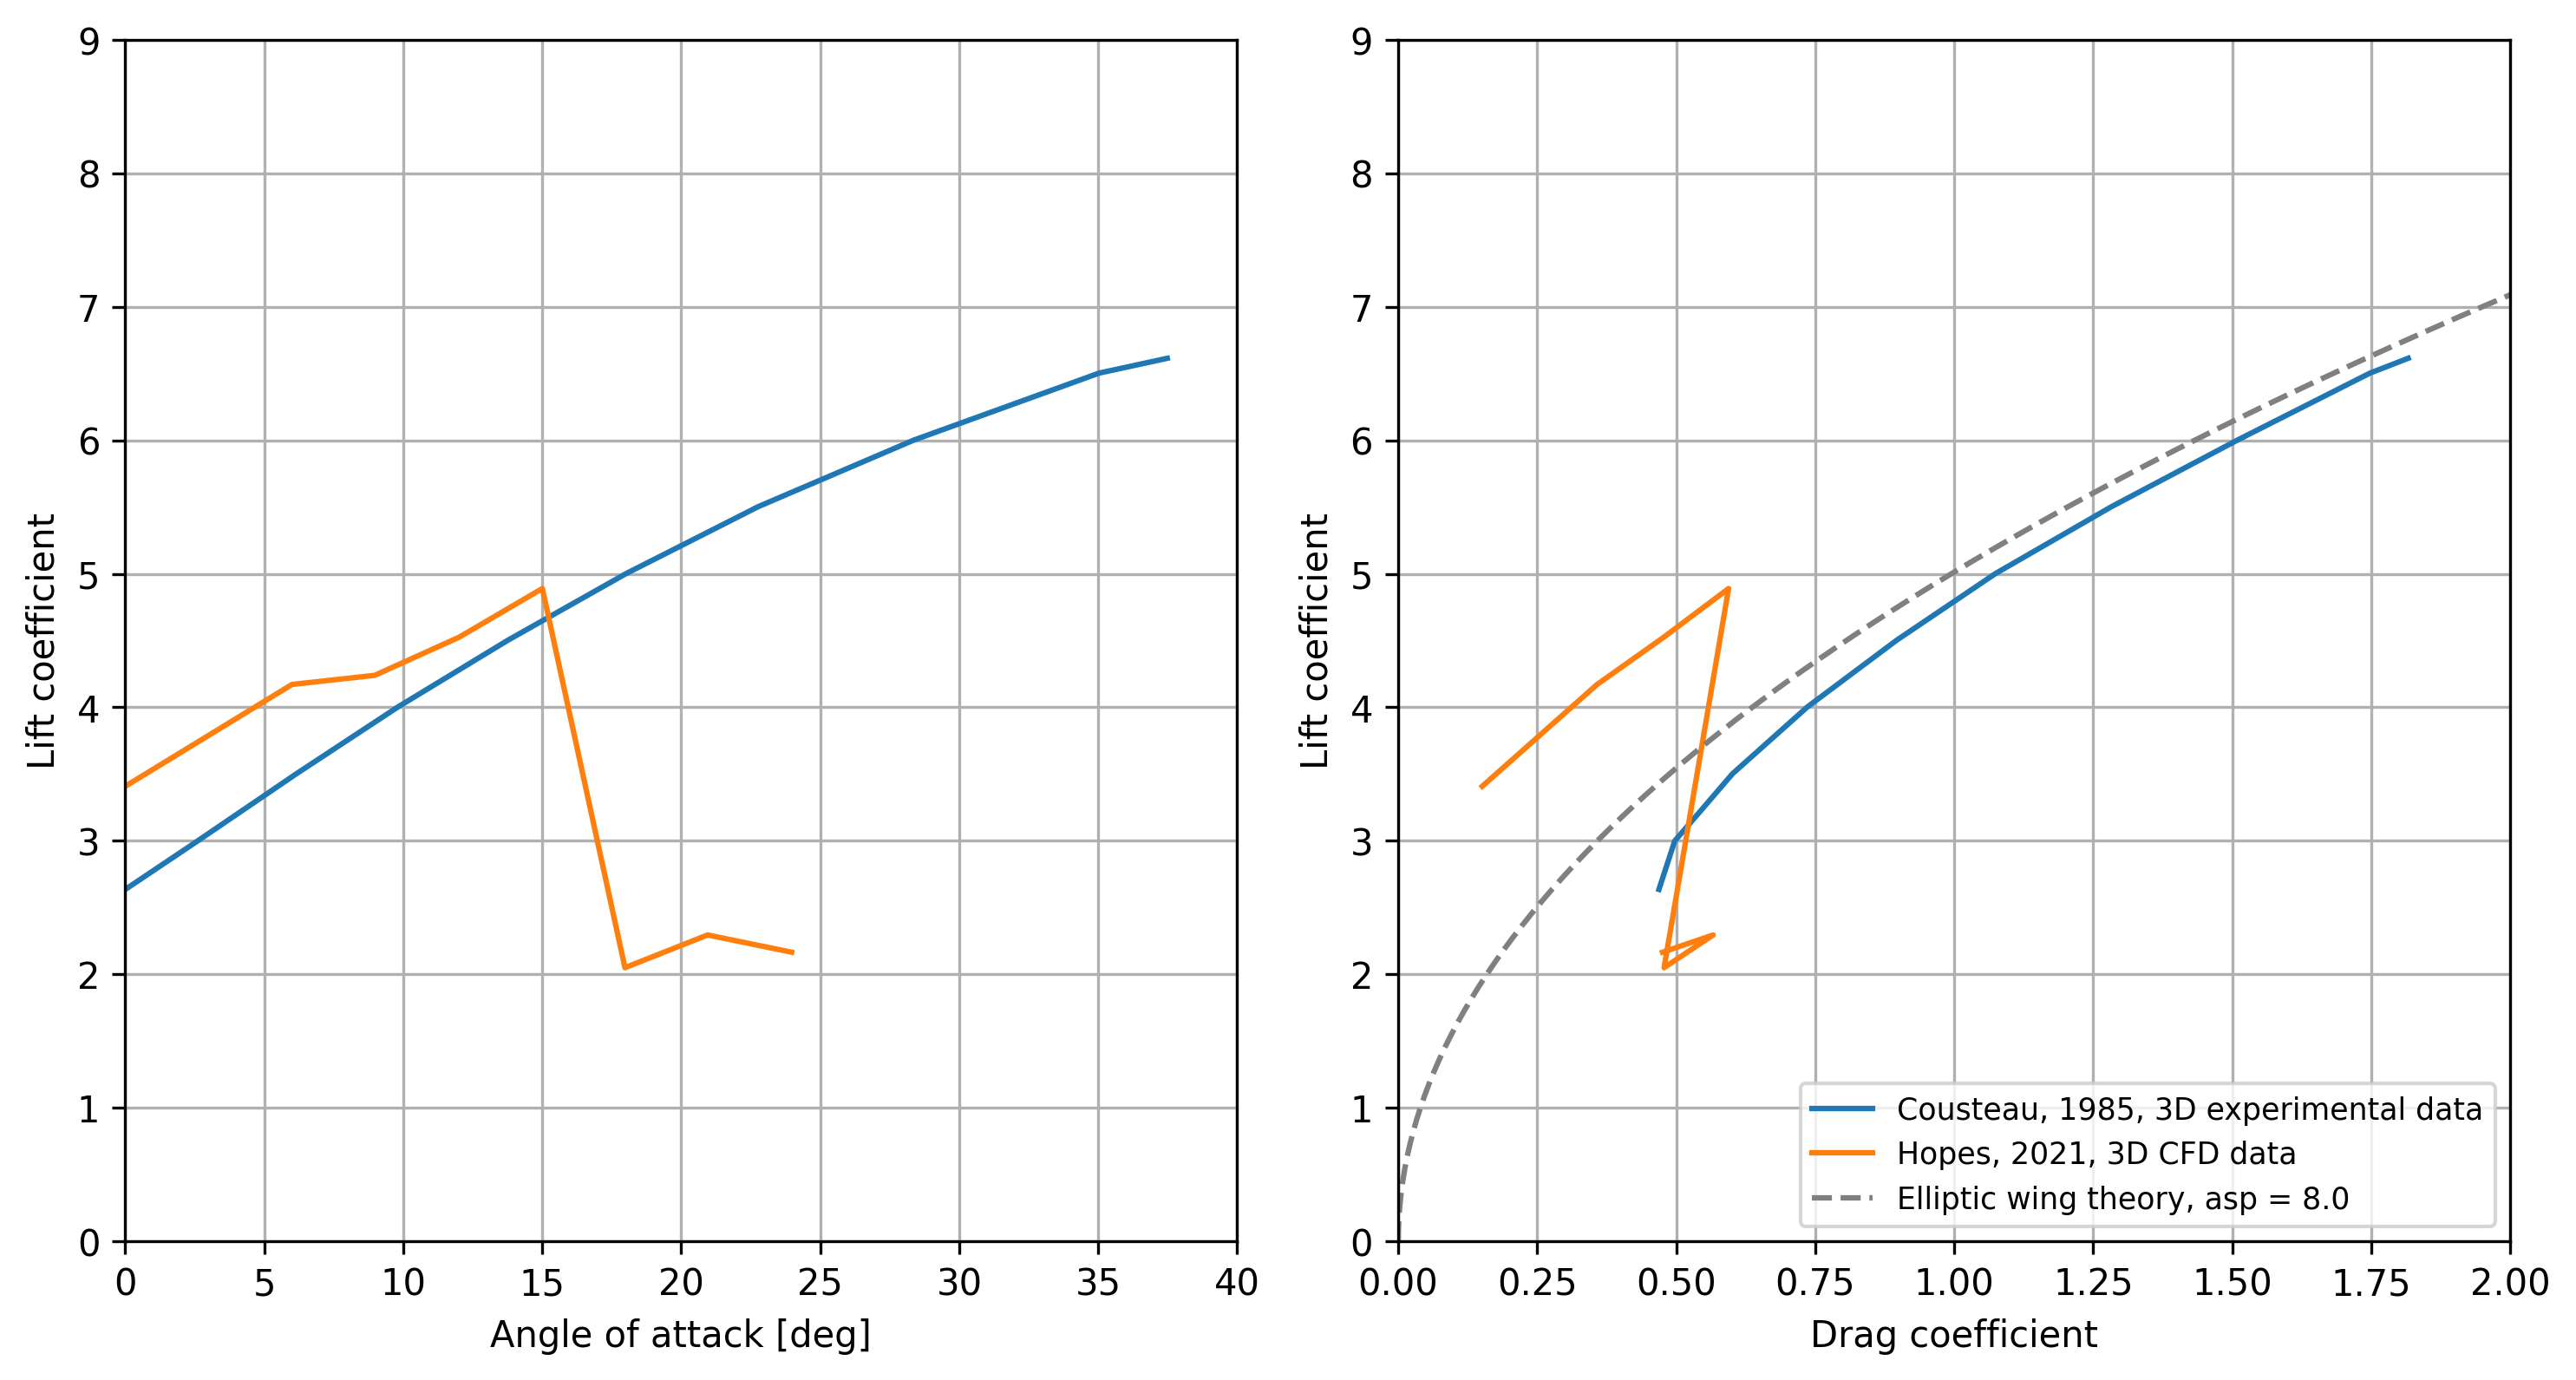 9
8
7
6
5
4
3
2
1
0
Lift coefficient
0 5 10 15 20 25 30 35 40
Angle of attack [deg]
9
8
7
6
5
4
3
2
1
0
Lift coefficient
Cousteau, 1985, 3D experimental data
Hopes, 2021, 3D CFD data
Elliptic wing theory, asp = 8.0
0.00 0.25 0.50 0.75 1.00 1.25 1.50 1.75 2.00
Drag coefficient